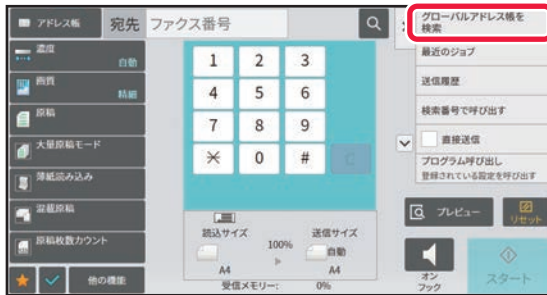 アドレス帳
宛先
ファクス番号
グローバルアドレス帳を
検索
濃度
自動
画質
精細
原稿
大量原稿モード
薄紙読み込み
混載原稿
原稿枚数カウント
他の機能
1 2 3
4 5 6
7 8 9
＊ 0 # C
読込サイズ
A4
100%
送信サイズ
自動
A4
受信メモリー: 0%
最近のジョブ
送信履歴
検索番号で呼び出す
直接送信
プログラム呼び出し
登録されている設定を呼び出す
プレビュー
リセット
オン
フック
スタート